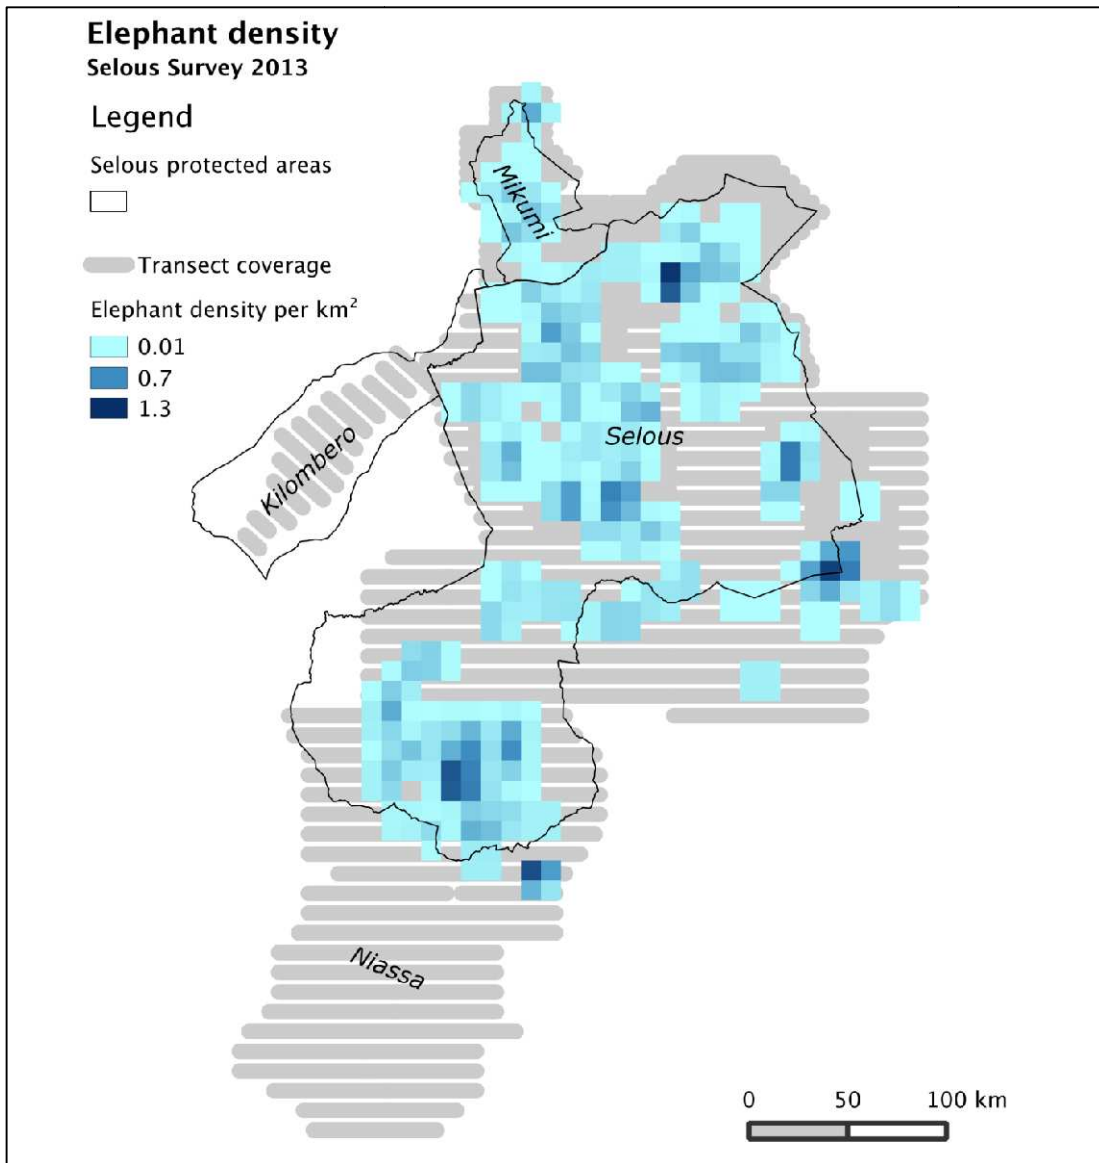 Elephant density
Selous Survey 2013
Legend
Selous protected areas
Transect coverage
Elephant density per km²
0.01
0.7
1.3
Mikumi
Kilombero
Selous
Niassa
0 50 100 km